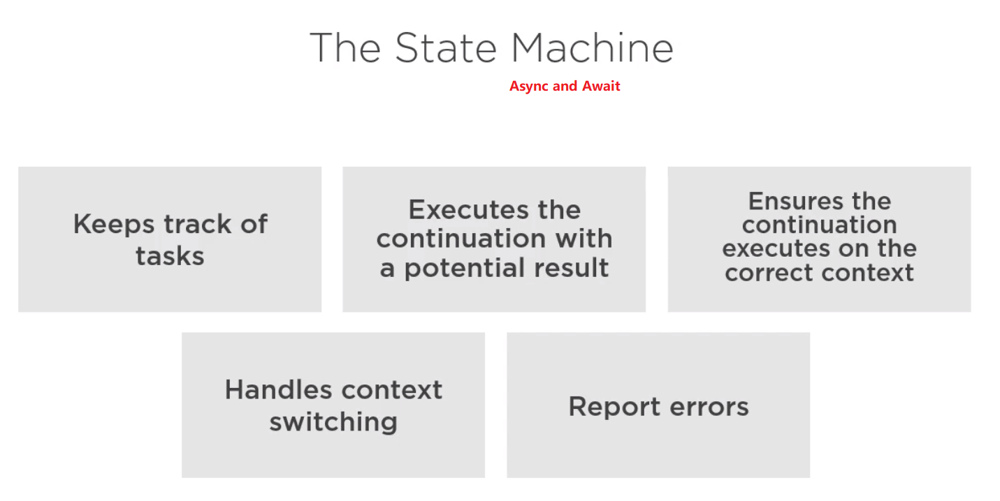 The State Machine
Async and Await
Keeps track of
tasks
Executes the
continuation with
a potential result
Ensures the
continuation
executes on the
correct context
Handles context
switching
Report errors